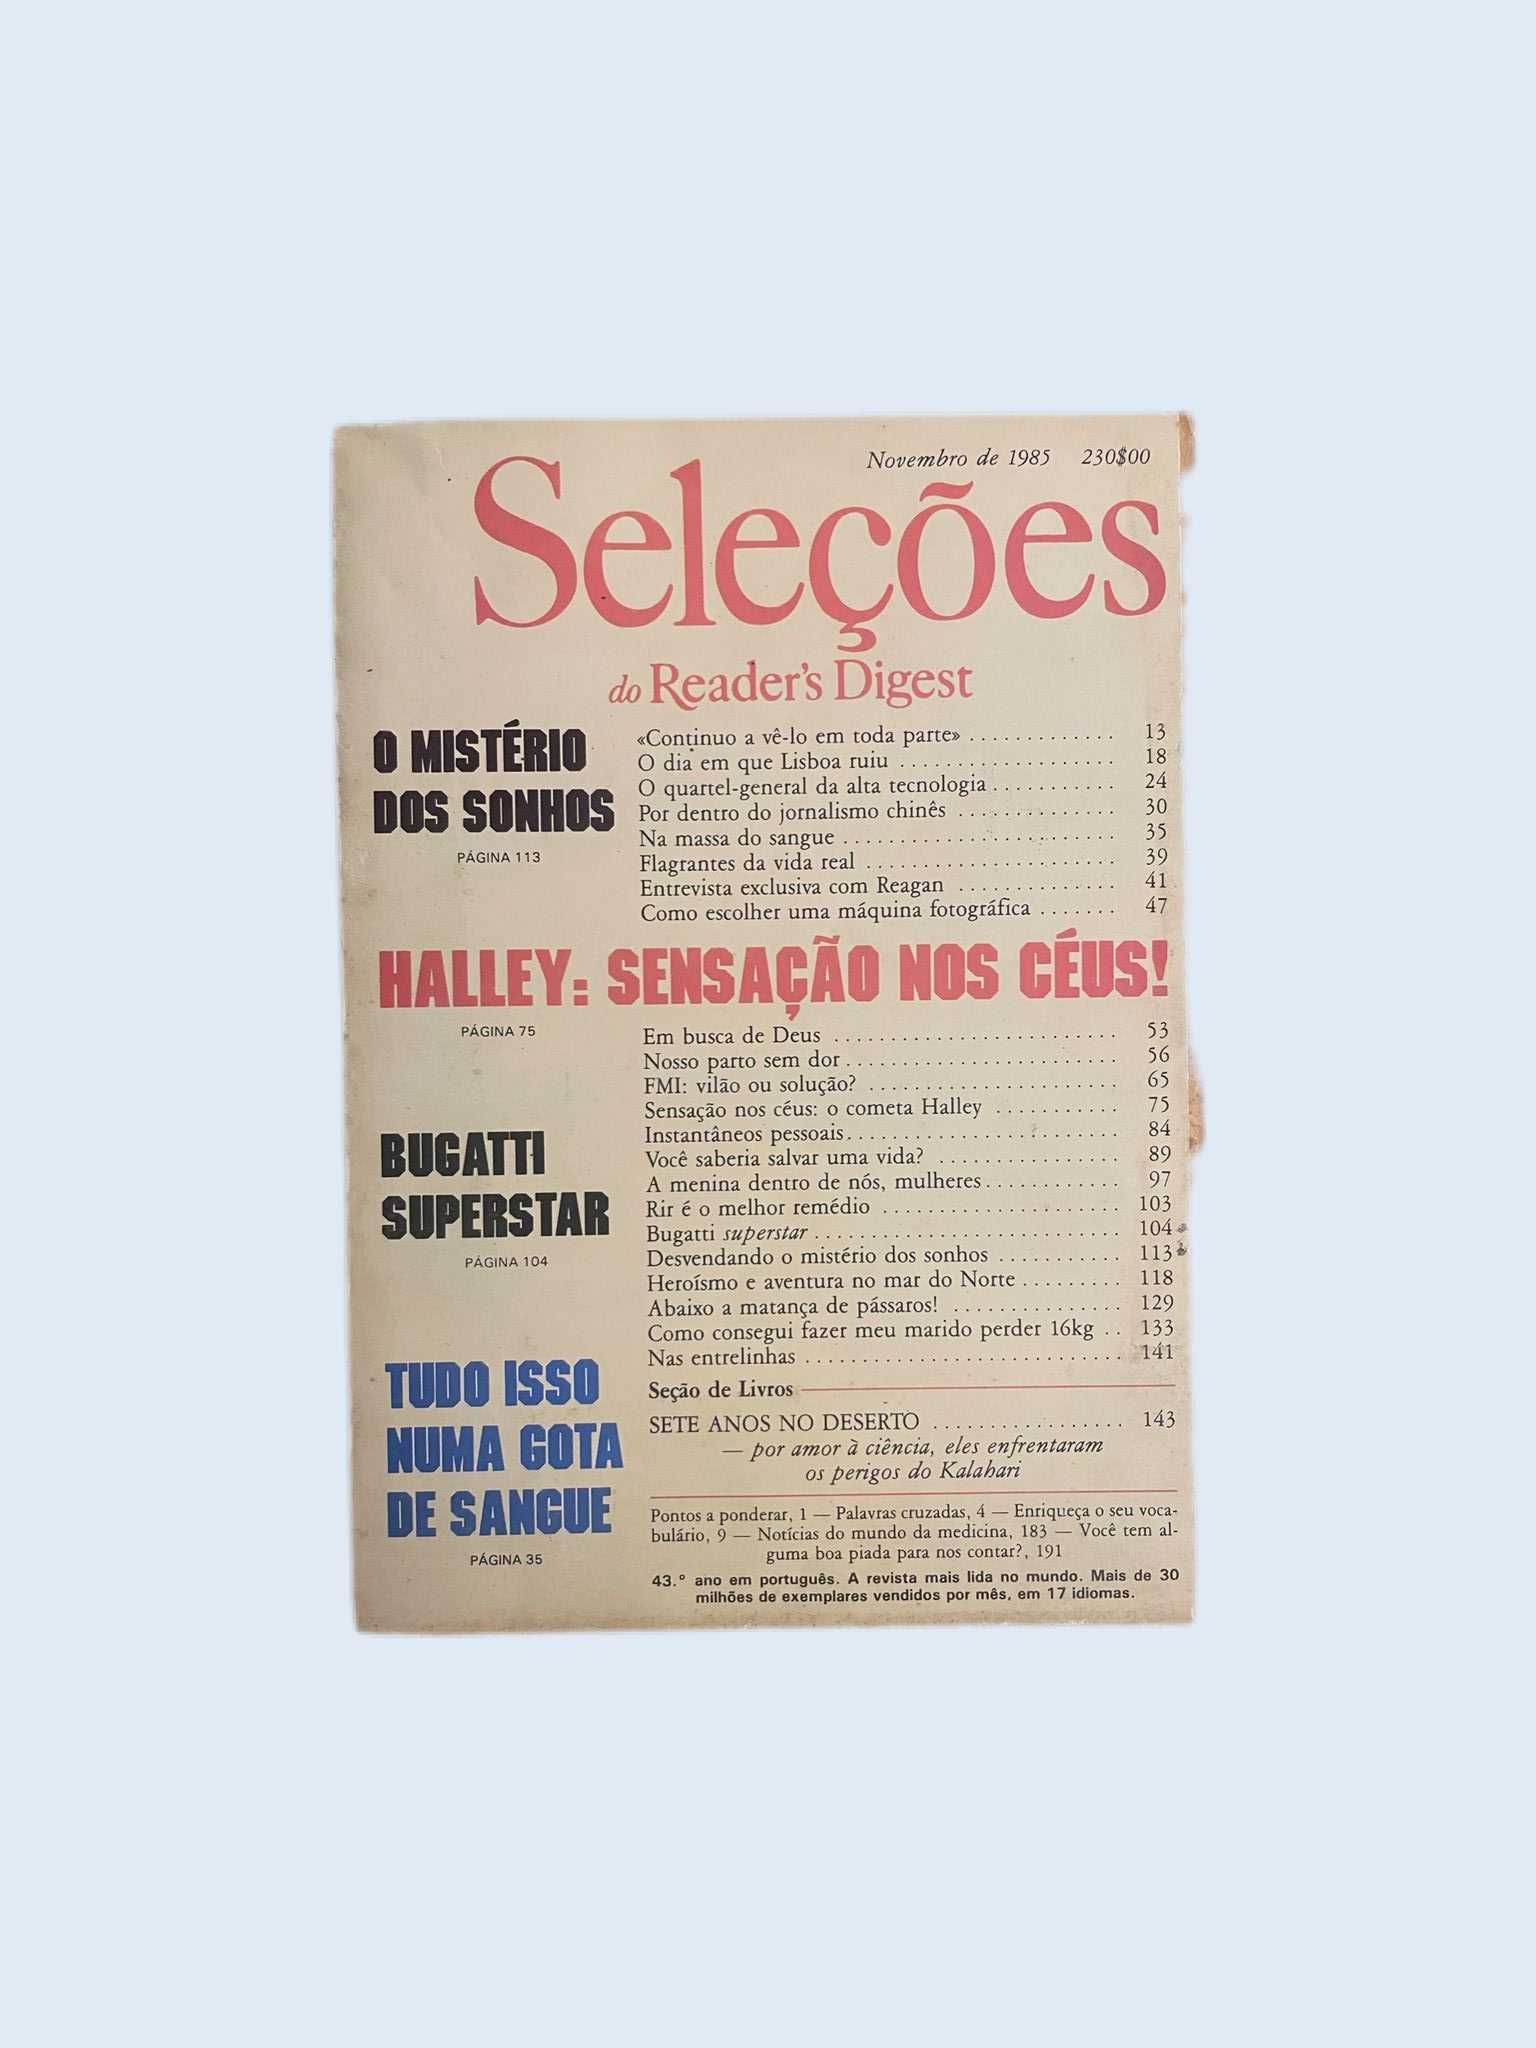 Novembro de 1985 230$00
Seleções
do Reader's Digest
O MISTÉRIO
DOS SONHOS
PÁGINA 113
«Continuo a vê-lo em toda parte» ............. 13
O dia em que Lisboa ruiu ................... 18
O quartel-general da alta tecnologia ........... 24
Por dentro do jornalismo chinês .............. 30
Na massa do sangue ........................ 35
Flagrantes da vida real ...................... 39
Entrevista exclusiva com Reagan .............. 41
Como escolher uma máquina fotográfica ....... 47
HALLEY: SENSAÇÃO NOS CÉUS!
PÁGINA 75
Em busca de Deus ......................... 53
Nosso parto sem dor ........................ 56
FMI: vilão ou solução? ...................... 65
Sensação nos céus: o cometa Halley ........... 75
Instantâneos pessoais ........................ 84
Você saberia salvar uma vida? ................ 89
A menina dentro de nós, mulheres ............ 97
Rir é o melhor remédio ..................... 103
Bugatti superstar ........................... 104
Desvendando o mistério dos sonhos ........... 113
Heroísmo e aventura no mar do Norte ......... 118
Abaixo a matança de pássaros! ............... 129
Como consegui fazer meu marido perder 16kg .. 133
Nas entrelinhas ............................ 141
BUGATTI
SUPERSTAR
PÁGINA 104
TUDO ISSO
NUMA GOTA
DE SANGUE
PÁGINA 35
Seção de Livros
SETE ANOS NO DESERTO ................. 143
— por amor à ciência, eles enfrentaram
os perigos do Kalahari
Pontos a ponderar, 1 — Palavras cruzadas, 4 — Enriqueça o seu voca-
bulário, 9 — Notícias do mundo da medicina, 183 — Você tem al-
guma boa piada para nos contar?, 191
43.º ano em português. A revista mais lida no mundo. Mais de 30
milhões de exemplares vendidos por mês, em 17 idiomas.